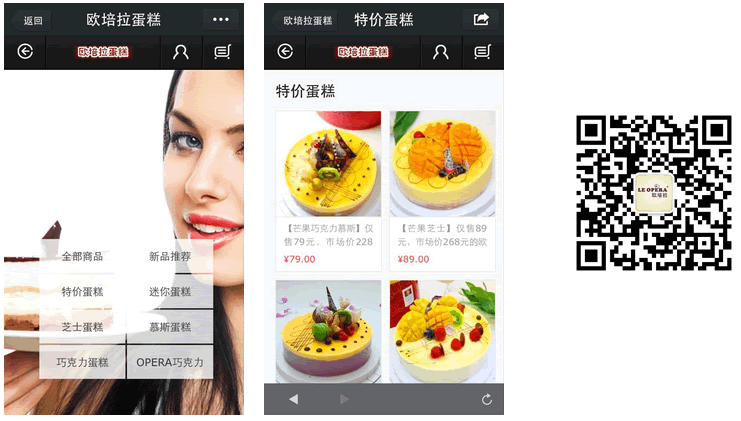 返回
欧培拉蛋糕
欧培拉蛋糕
全部商品
新品推荐
特价蛋糕
迷你蛋糕
芝士蛋糕
慕斯蛋糕
巧克力蛋糕
OPERA巧克力
欧培拉蛋糕
特价蛋糕
欧培拉蛋糕
特价蛋糕
【芒果巧克力慕斯】仅
售79元，市场价228
¥79.00
【芒果芝士】仅售89
元，市场价268元的欧
¥89.00
LE OPERA
欧培拉